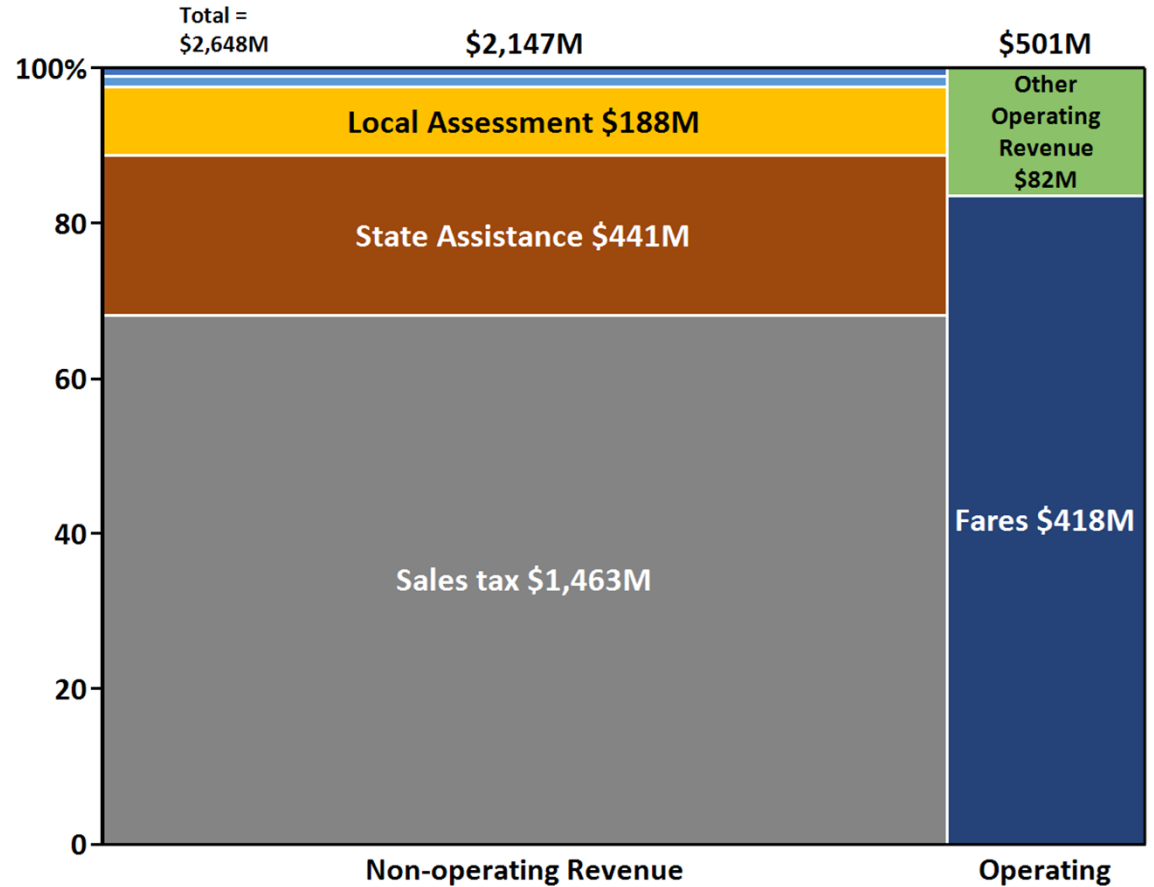 Total =
$2,648M
$2,147M
$501M
100%
80
60
40
20
0
Local Assessment $188M
State Assistance $441M
Sales tax $1,463M
Other
Operating
Revenue
$82M
Fares $418M
Non-operating Revenue
Operating